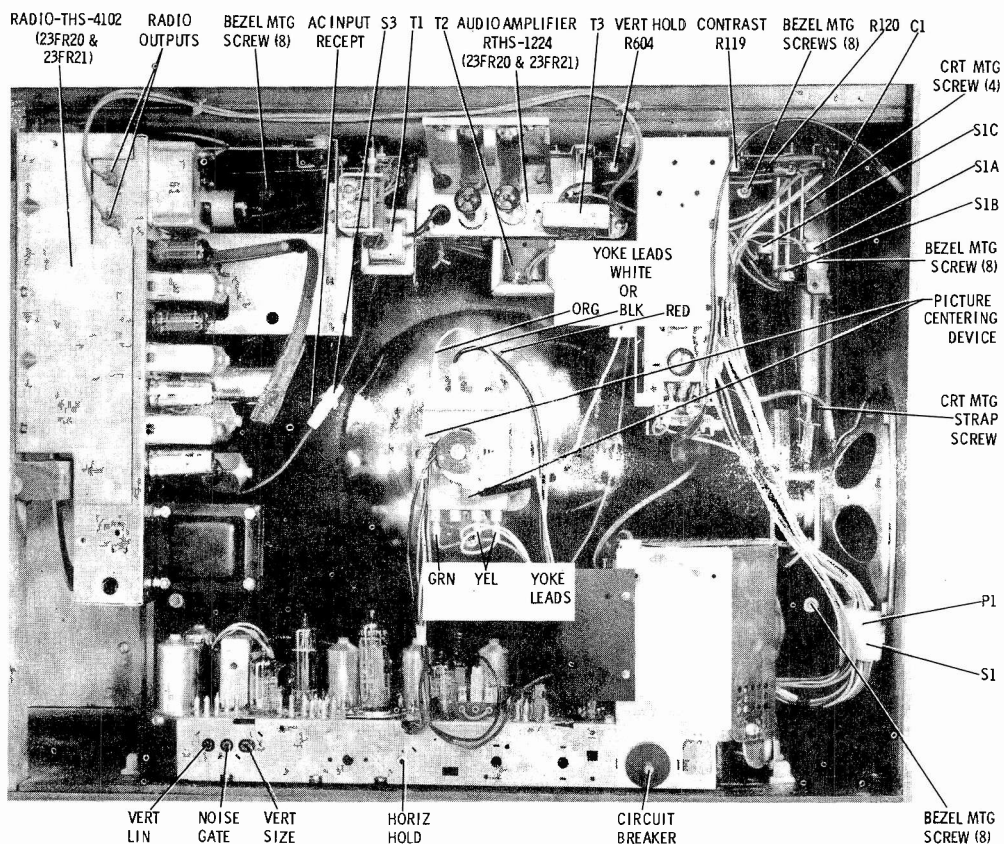 RADIO-THS-4102
(23FR20 &
23FR21)
RADIO
OUTPUTS
BEZEL MTG
SCREW (8)
AC INPUT
RECEPT
S3
T1
T2
AUDIO AMPLIFIER
RTHS-1224
(23FR20 & 23FR21)
T3
VERT HOLD
R604
CONTRAST
R119
BEZEL MTG
SCREWS (8)
R120
C1
CRT MTG
SCREW (4)
S1C
S1A
S1B
BEZEL MTG
SCREW (8)
PICTURE
CENTERING
DEVICE
CRT MTG
STRAP
SCREW
YOKE LEADS
WHITE
OR
ORG BLK RED
GRN YEL YOKE
LEADS
P1
S1
VERT
LIN
NOISE
GATE
VERT
SIZE
HORIZ
HOLD
CIRCUIT
BREAKER
BEZEL MTG
SCREW (8)